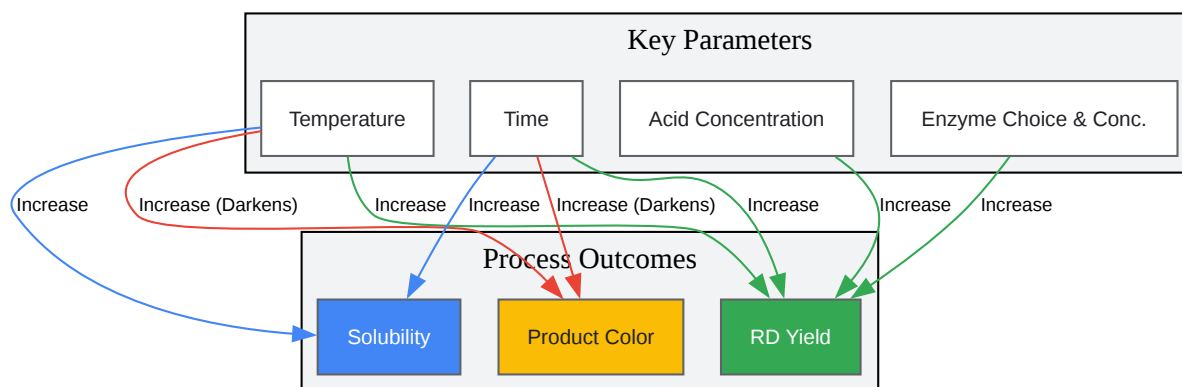 Key Parameters
Temperature
Time
Acid Concentration
Enzyme Choice & Conc.
Increase
Increase (Darkens)
Increase
Increase
Increase (Darkens)
Increase
Increase
Increase
Process Outcomes
Solubility
Product Color
RD Yield